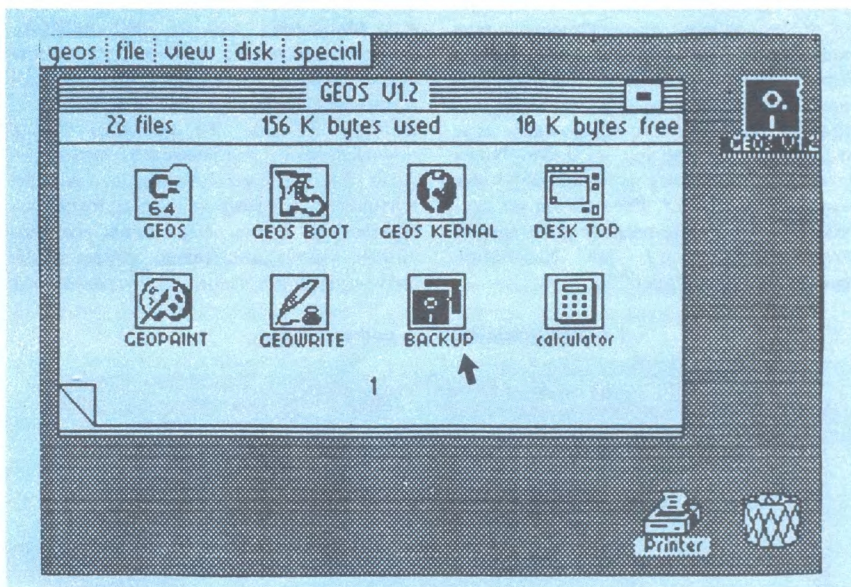 geos file view disk special
GEOS V1.2
22 files 156 K bytes used 10 K bytes free
GEOS V1.2
64
GEOS GEOS BOOT GEOS KERNAL DESK TOP
GEOPAINT GEOWRITE BACKUP calculator
1
Printer